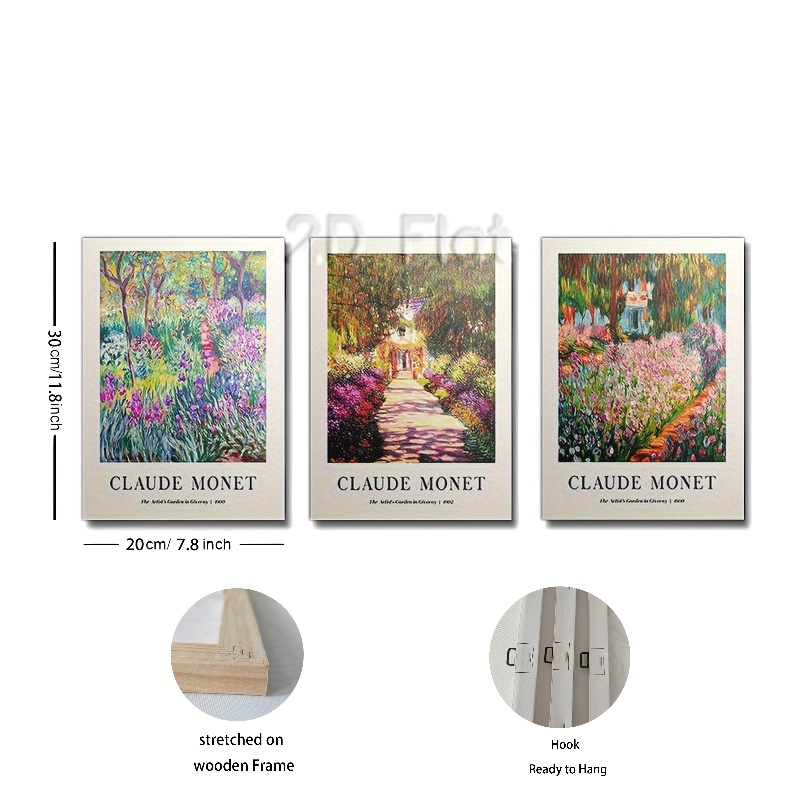 2D Flat
30cm/11.8inch
CLAUDE MONET
The Artist's Garden in Giverny | 1900
CLAUDE MONET
The Artist's Garden in Giverny | 1902
CLAUDE MONET
The Artist's Garden in Giverny | 1900
20cm/ 7.8 inch
stretched on
wooden Frame
Hook
Ready to Hang